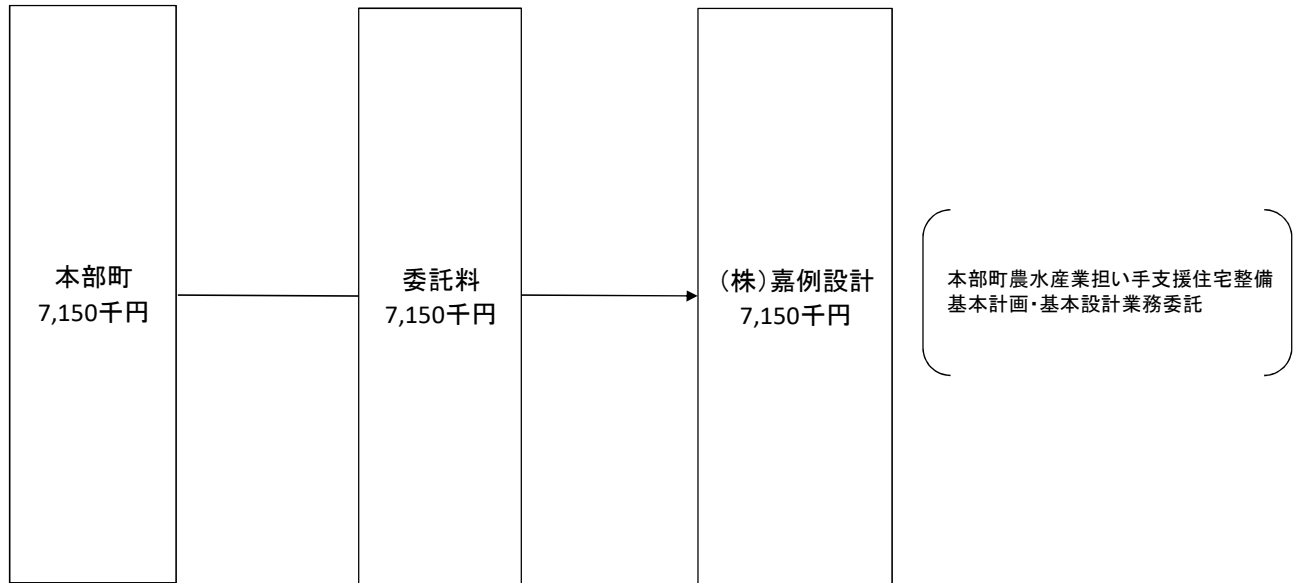 本部町
7,150千円
委託料
7,150千円
(株)嘉例設計
7,150千円
本部町農水産業担い手支援住宅整備
基本計画・基本設計業務委託